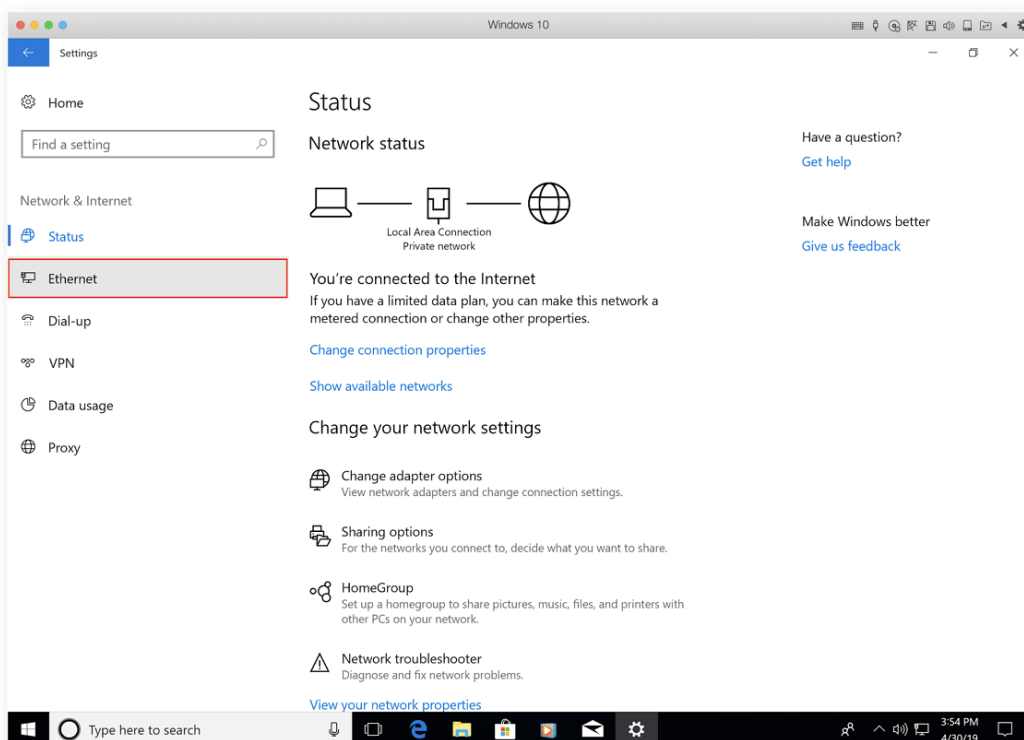 Windows 10
Settings
Home
Find a setting
Network & Internet
Status
Ethernet
Dial-up
VPN
Data usage
Proxy
Status
Network status
Local Area Connection
Private network
You're connected to the Internet
If you have a limited data plan, you can make this network a
metered connection or change other properties.
Change connection properties
Show available networks
Change your network settings
Change adapter options
View network adapters and change connection settings.
Sharing options
For the networks you connect to, decide what you want to share.
HomeGroup
Set up a homegroup to share pictures, music, files, and printers with
other PCs on your network.
Network troubleshooter
Diagnose and fix network problems.
View your network properties
Have a question?
Get help
Make Windows better
Give us feedback
Type here to search
3:54 PM
4/30/19